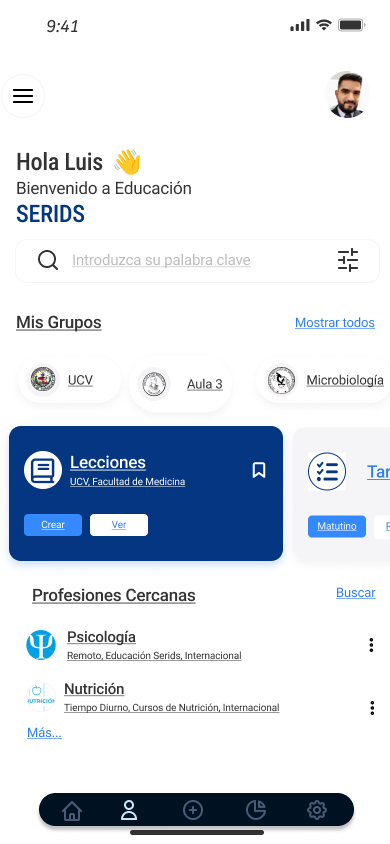 9:41
Hola Luis 👋
Bienvenido a Educación
SERIDS
Introduzca su palabra clave
Mis Grupos
Mostrar todos
UCV
Aula 3
Microbiología
Lecciones
UCV, Facultad de Medicina
Crear
Ver
Tar
Matutino
Profesiones Cercanas
Buscar
Psicología
Remoto, Educación Serids, Internacional
NUTRICIÓN
Nutrición
Tiempo Diurno, Cursos de Nutrición, Internacional
Más...